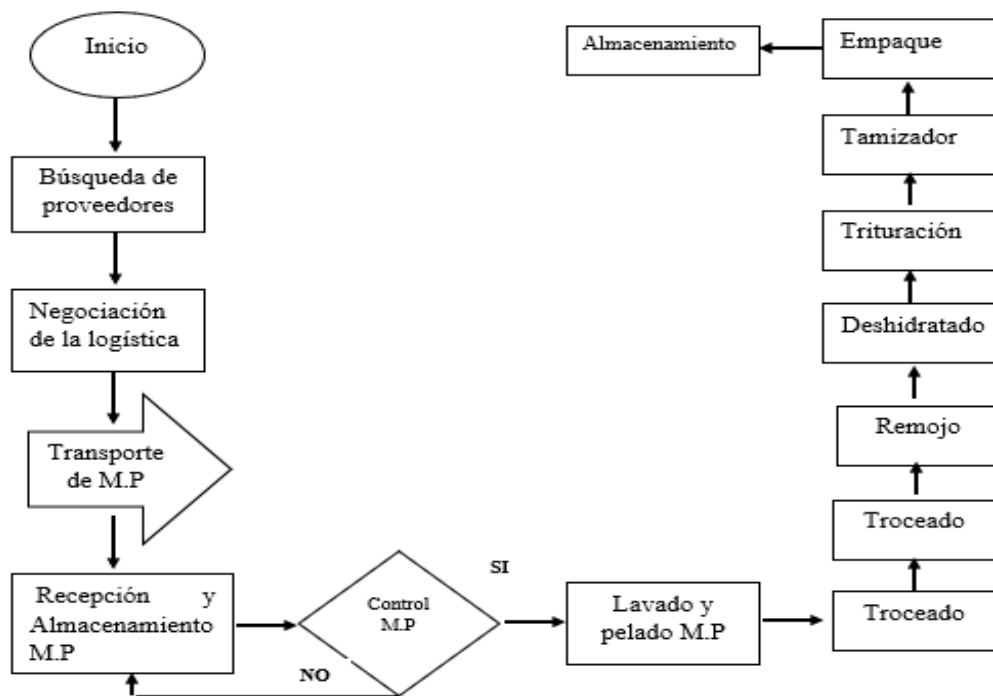 Inicio
Búsqueda de
proveedores
Negociación
de la logística
Transporte
de M.P
Recepción y
Almacenamiento
M.P
Control
M.P
SI
NO
Lavado y
pelado M.P
Troceado
Troceado
Remojo
Deshidratado
Trituración
Tamizador
Empaque
Almacenamiento